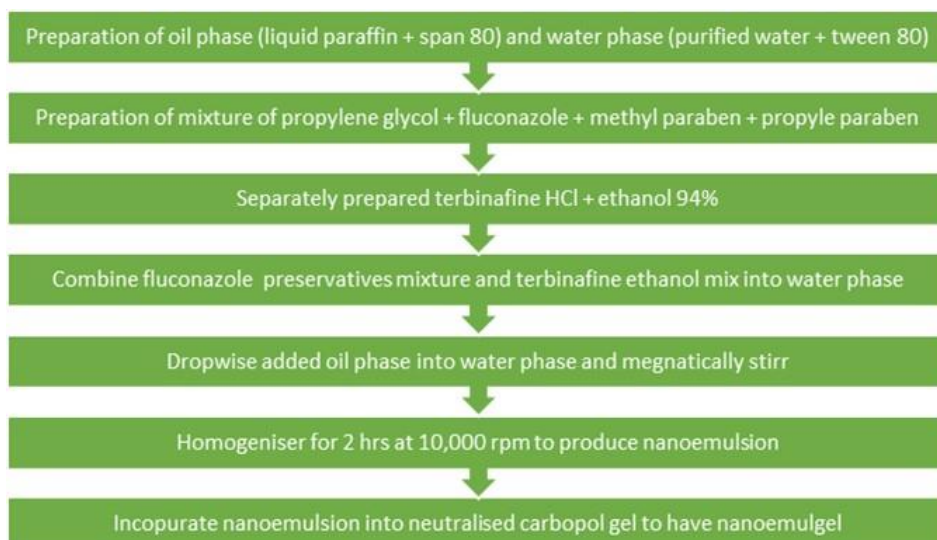 Preparation of oil phase (liquid paraffin + span 80) and water phase (purified water + tween 80)
Preparation of mixture of propylene glycol + fluconazole + methyl paraben + propyle paraben
Separately prepared terbinafine HCl + ethanol 94%
Combine fluconazole preservatives mixture and terbinafine ethanol mix into water phase
Dropwise added oil phase into water phase and megnatically stirr
Homogeniser for 2 hrs at 10,000 rpm to produce nanoemulsion
Incopurate nanoemulsion into neutralised carbopol gel to have nanoemulgel